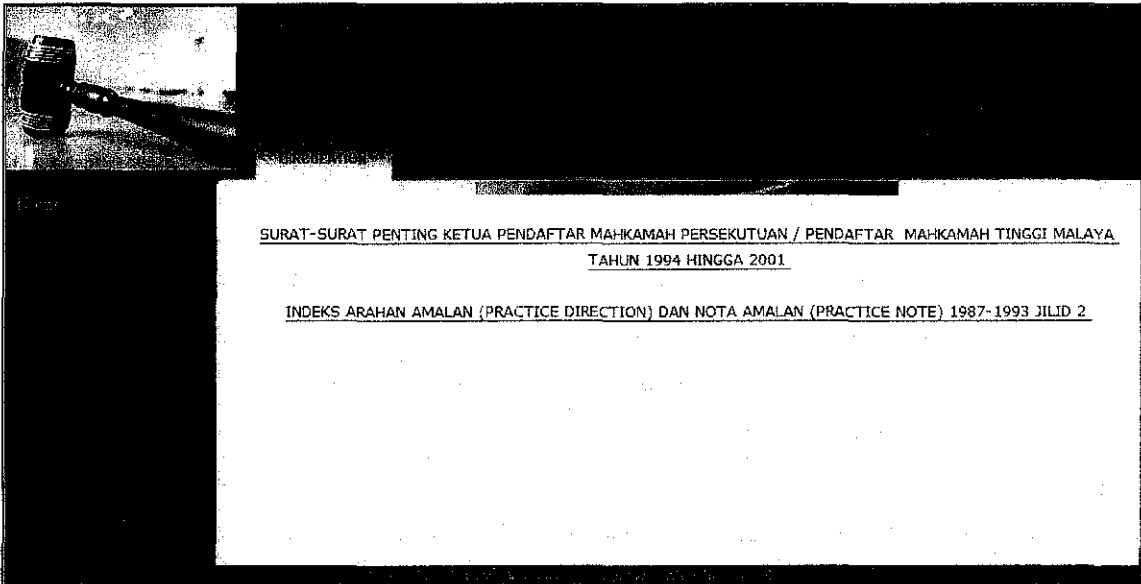 SURAT-SURAT PENTING KETUA PENDAFTAR MAHKAMAH PERSEKUTUAN / PENDAFTAR MAHKAMAH TINGGI MALAYA
TAHUN 1994 HINGGA 2001
INDEKS ARAHAN AMALAN (PRACTICE DIRECTION) DAN NOTA AMALAN (PRACTICE NOTE) 1987-1993 JILID 2